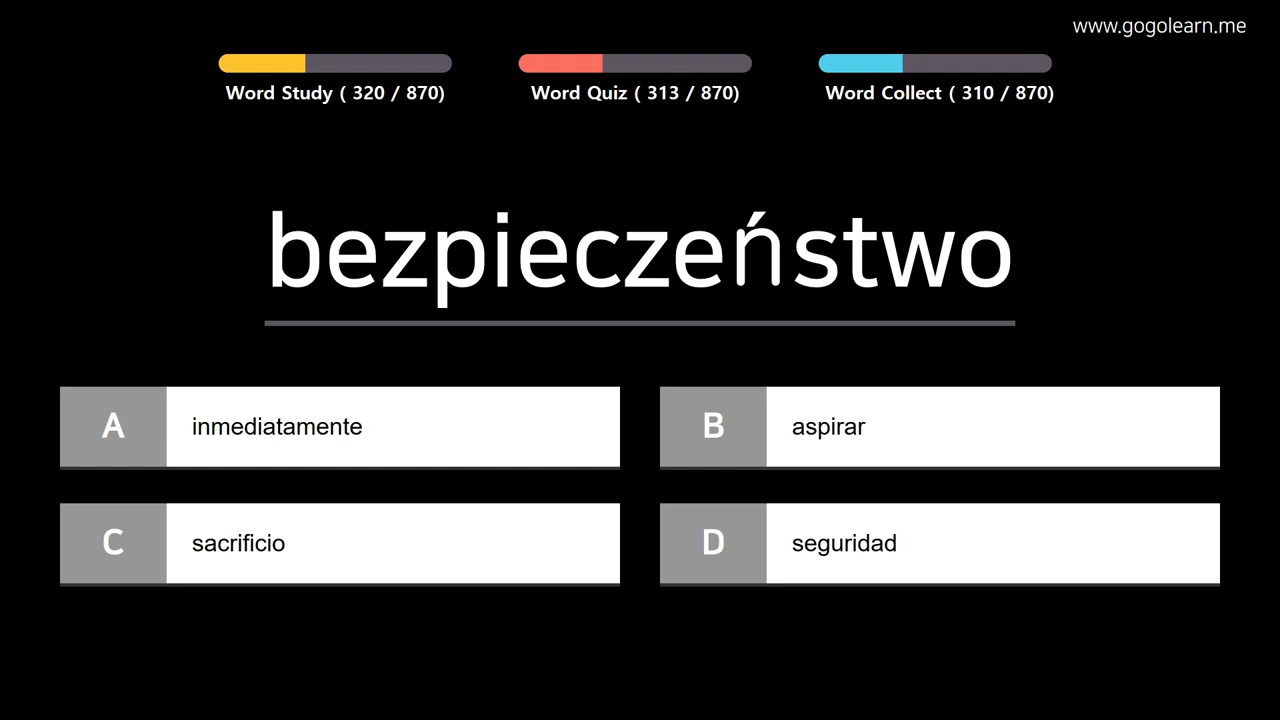 www.gogolearn.me
Word Study ( 320 / 870)
Word Quiz ( 313 / 870)
Word Collect ( 310 / 870)
bezpieczeństwo
A inmediatamente
B aspirar
C sacrificio
D seguridad